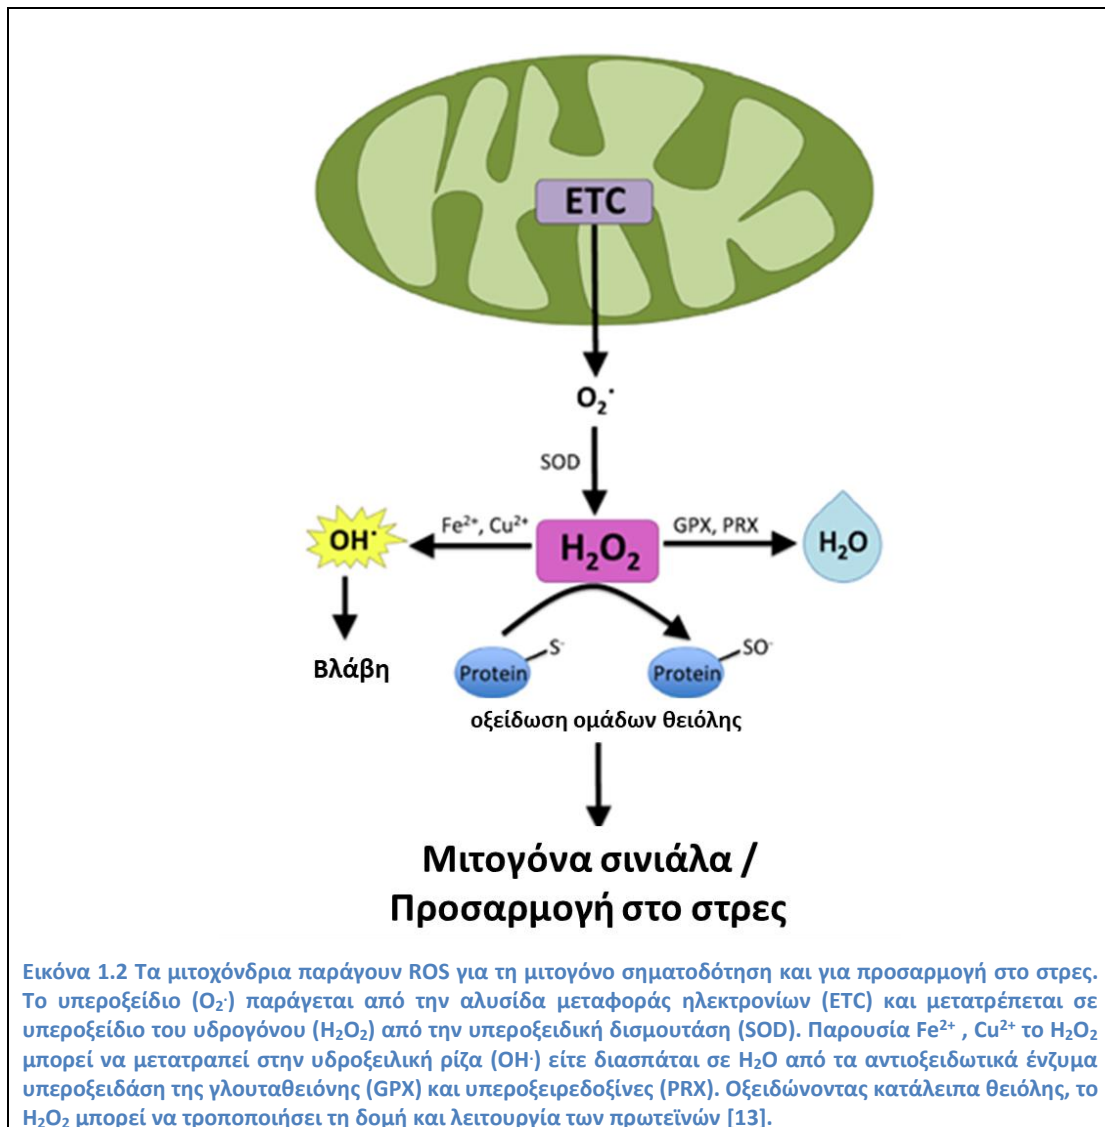 ETC
O₂·
SOD
Fe²⁺, Cu²⁺
GPX, PRX
OH·
H₂O₂
H₂O
Βλάβη
S⁻
SO⁻
Protein
Protein
οξείδωση ομάδων θειόλης
Μιτογόνα σινιάλα /
Προσαρμογή στο στρες
Εικόνα 1.2 Τα μιτοχόνδρια παράγουν ROS για τη μιτογόνο σηματοδότηση και για προσαρμογή στο στρες.
Το υπεροξείδιο (O₂·) παράγεται από την αλυσίδα μεταφοράς ηλεκτρονίων (ETC) και μετατρέπεται σε
υπεροξείδιο του υδρογόνου (H₂O₂) από την υπεροξειδική δισμουτάση (SOD). Παρουσία Fe²⁺ , Cu²⁺ το H₂O₂
μπορεί να μετατραπεί στην υδροξειλική ρίζα (OH·) είτε διασπάται σε H₂O από τα αντιοξειδωτικά ένζυμα
υπεροξειδάση της γλουταθειόνης (GPX) και υπεροξειρεδοξίνες (PRX). Οξειδώνοντας κατάλειπα θειόλης, το
H₂O₂ μπορεί να τροποποιήσει τη δομή και λειτουργία των πρωτεϊνών [13].